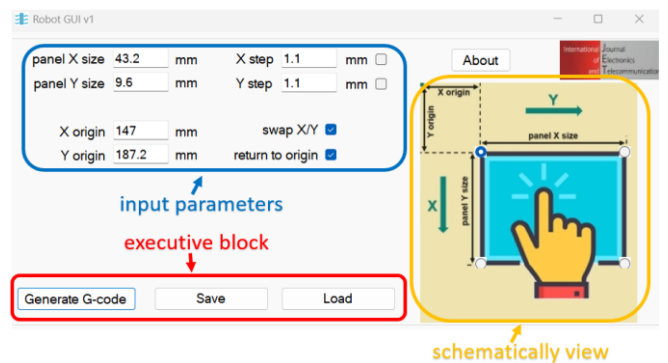 Robot GUI v1
panel X size 43.2 mm X step 1.1 mm
panel Y size 9.6 mm Y step 1.1 mm
X origin 147 mm swap X/Y
Y origin 187.2 mm return to origin
input parameters
executive block
Generate G-code Save Load
About
International Journal
of Electronics
and Telecommunications
X origin
Y origin
Y
panel X size
X
panel Y size
schematically view